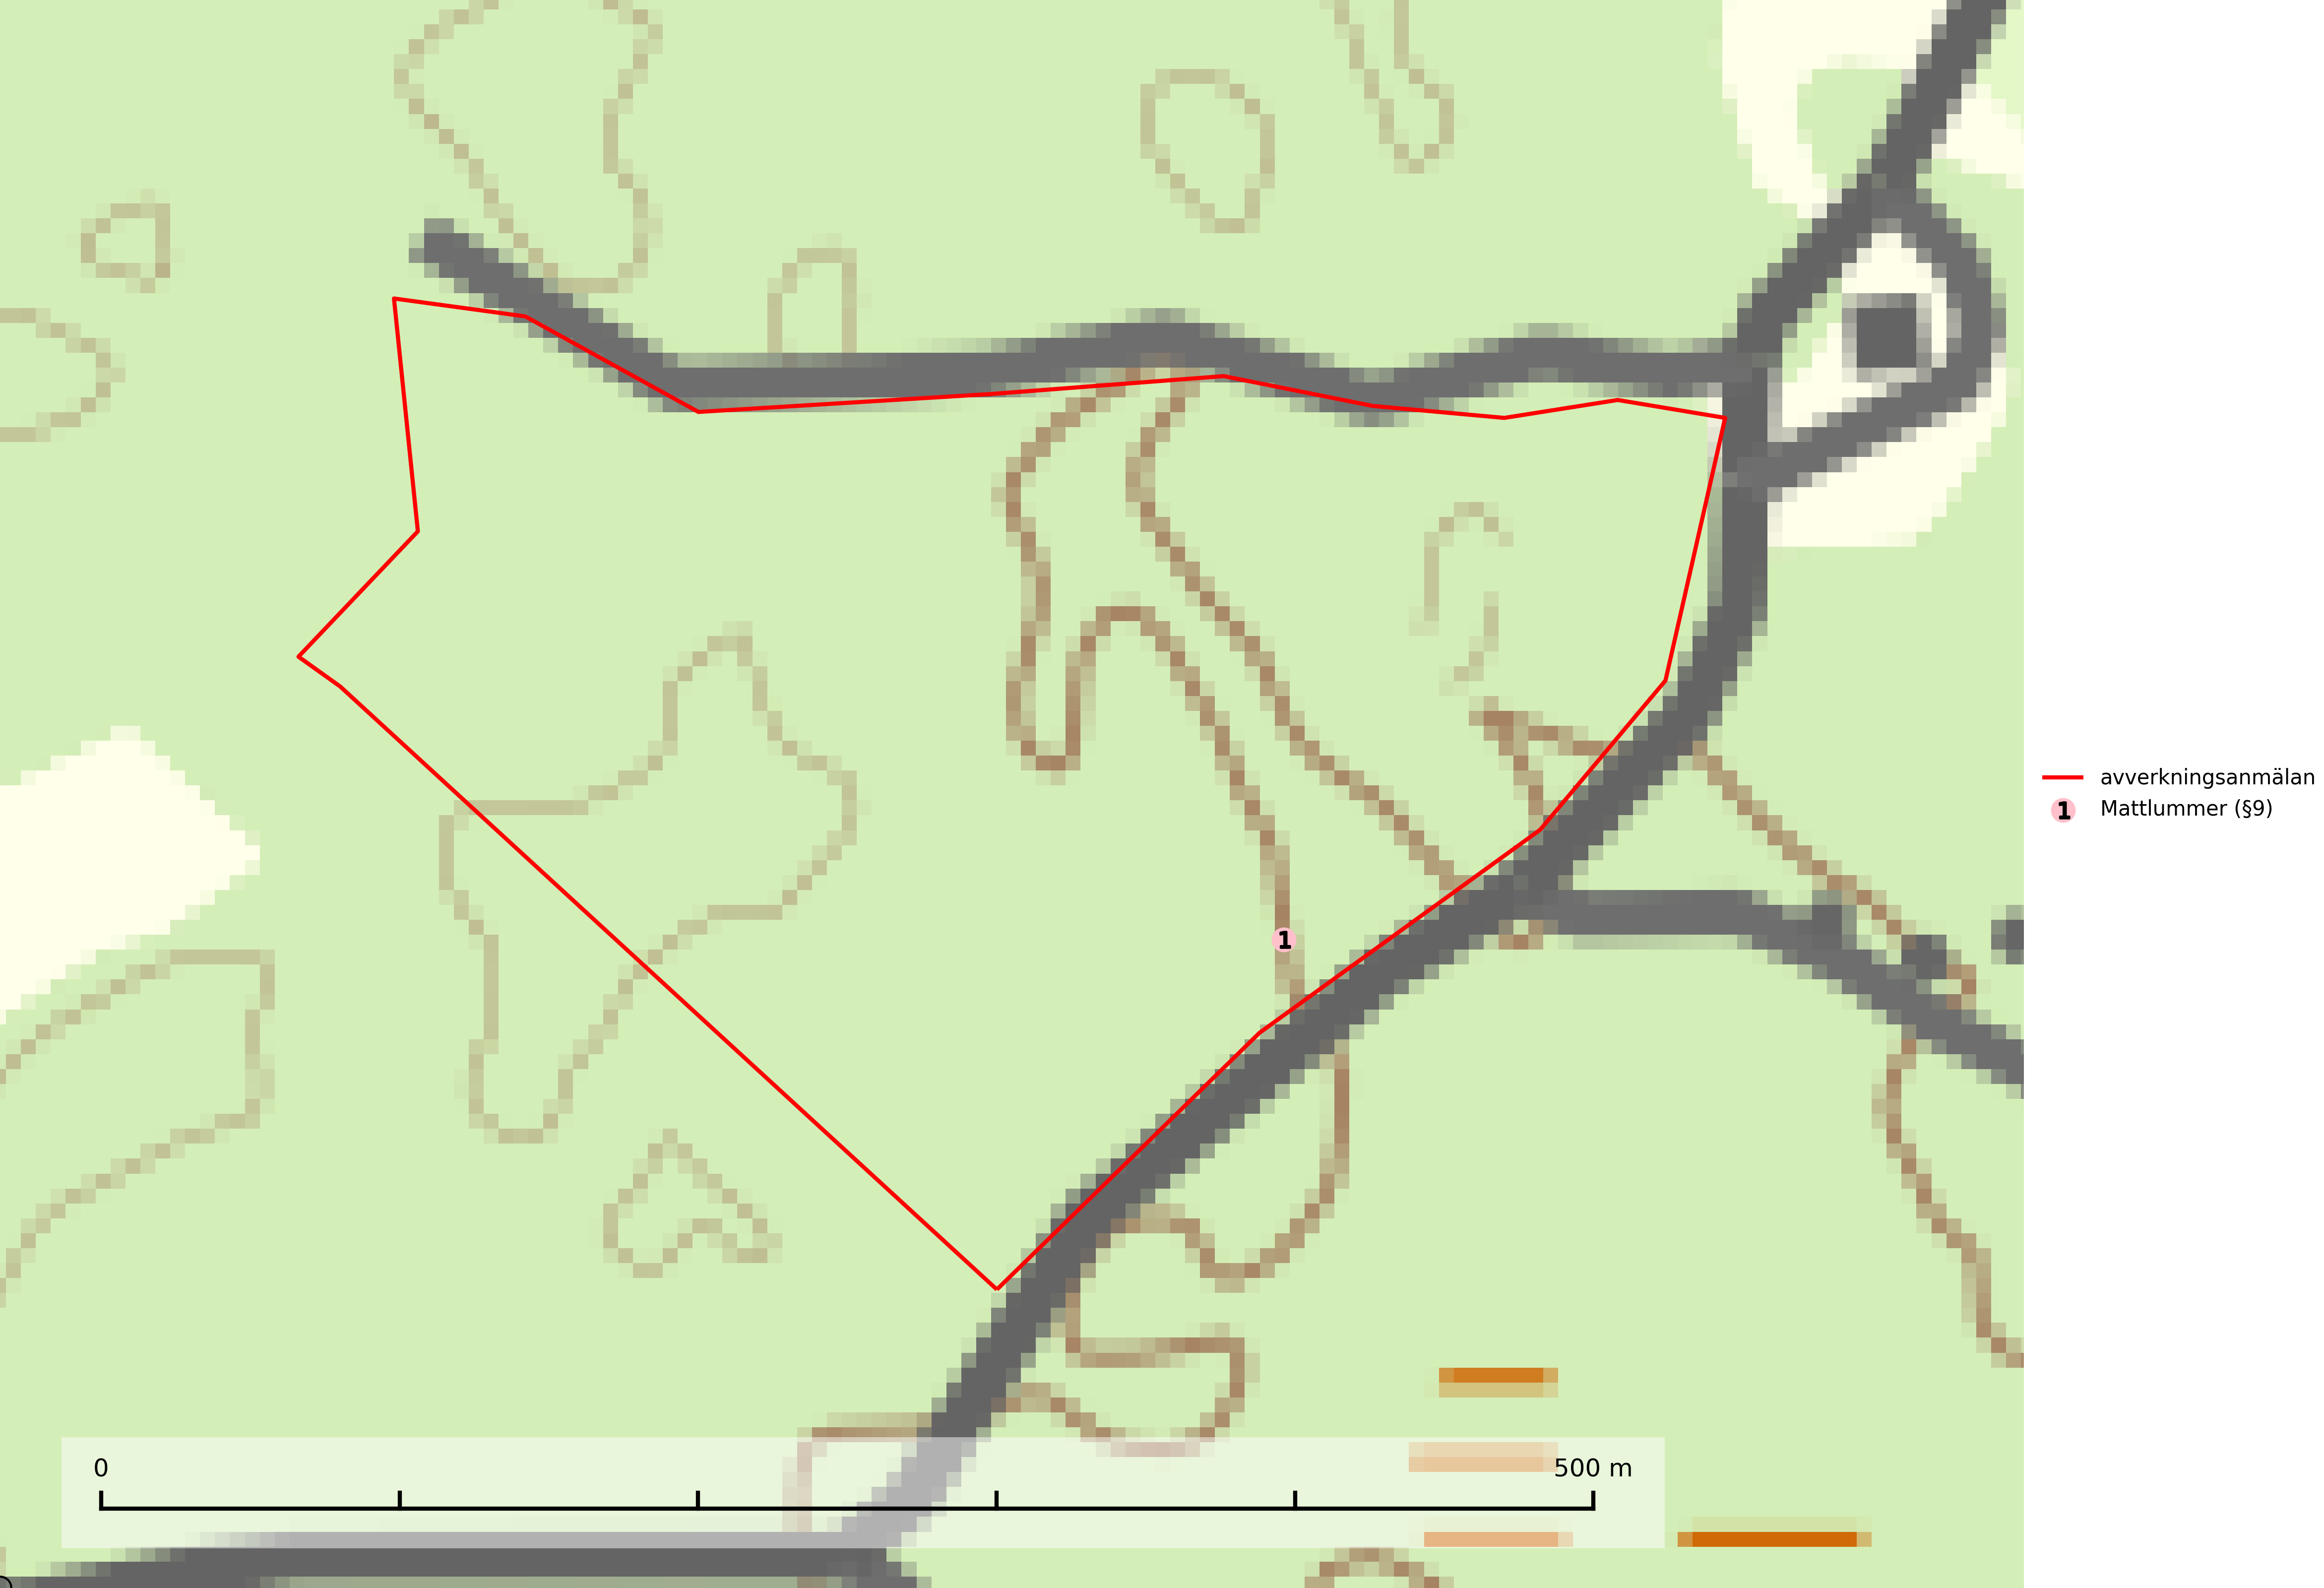 avverkningsanmälan
1 Mattlummer (§9)
1
0 500 m